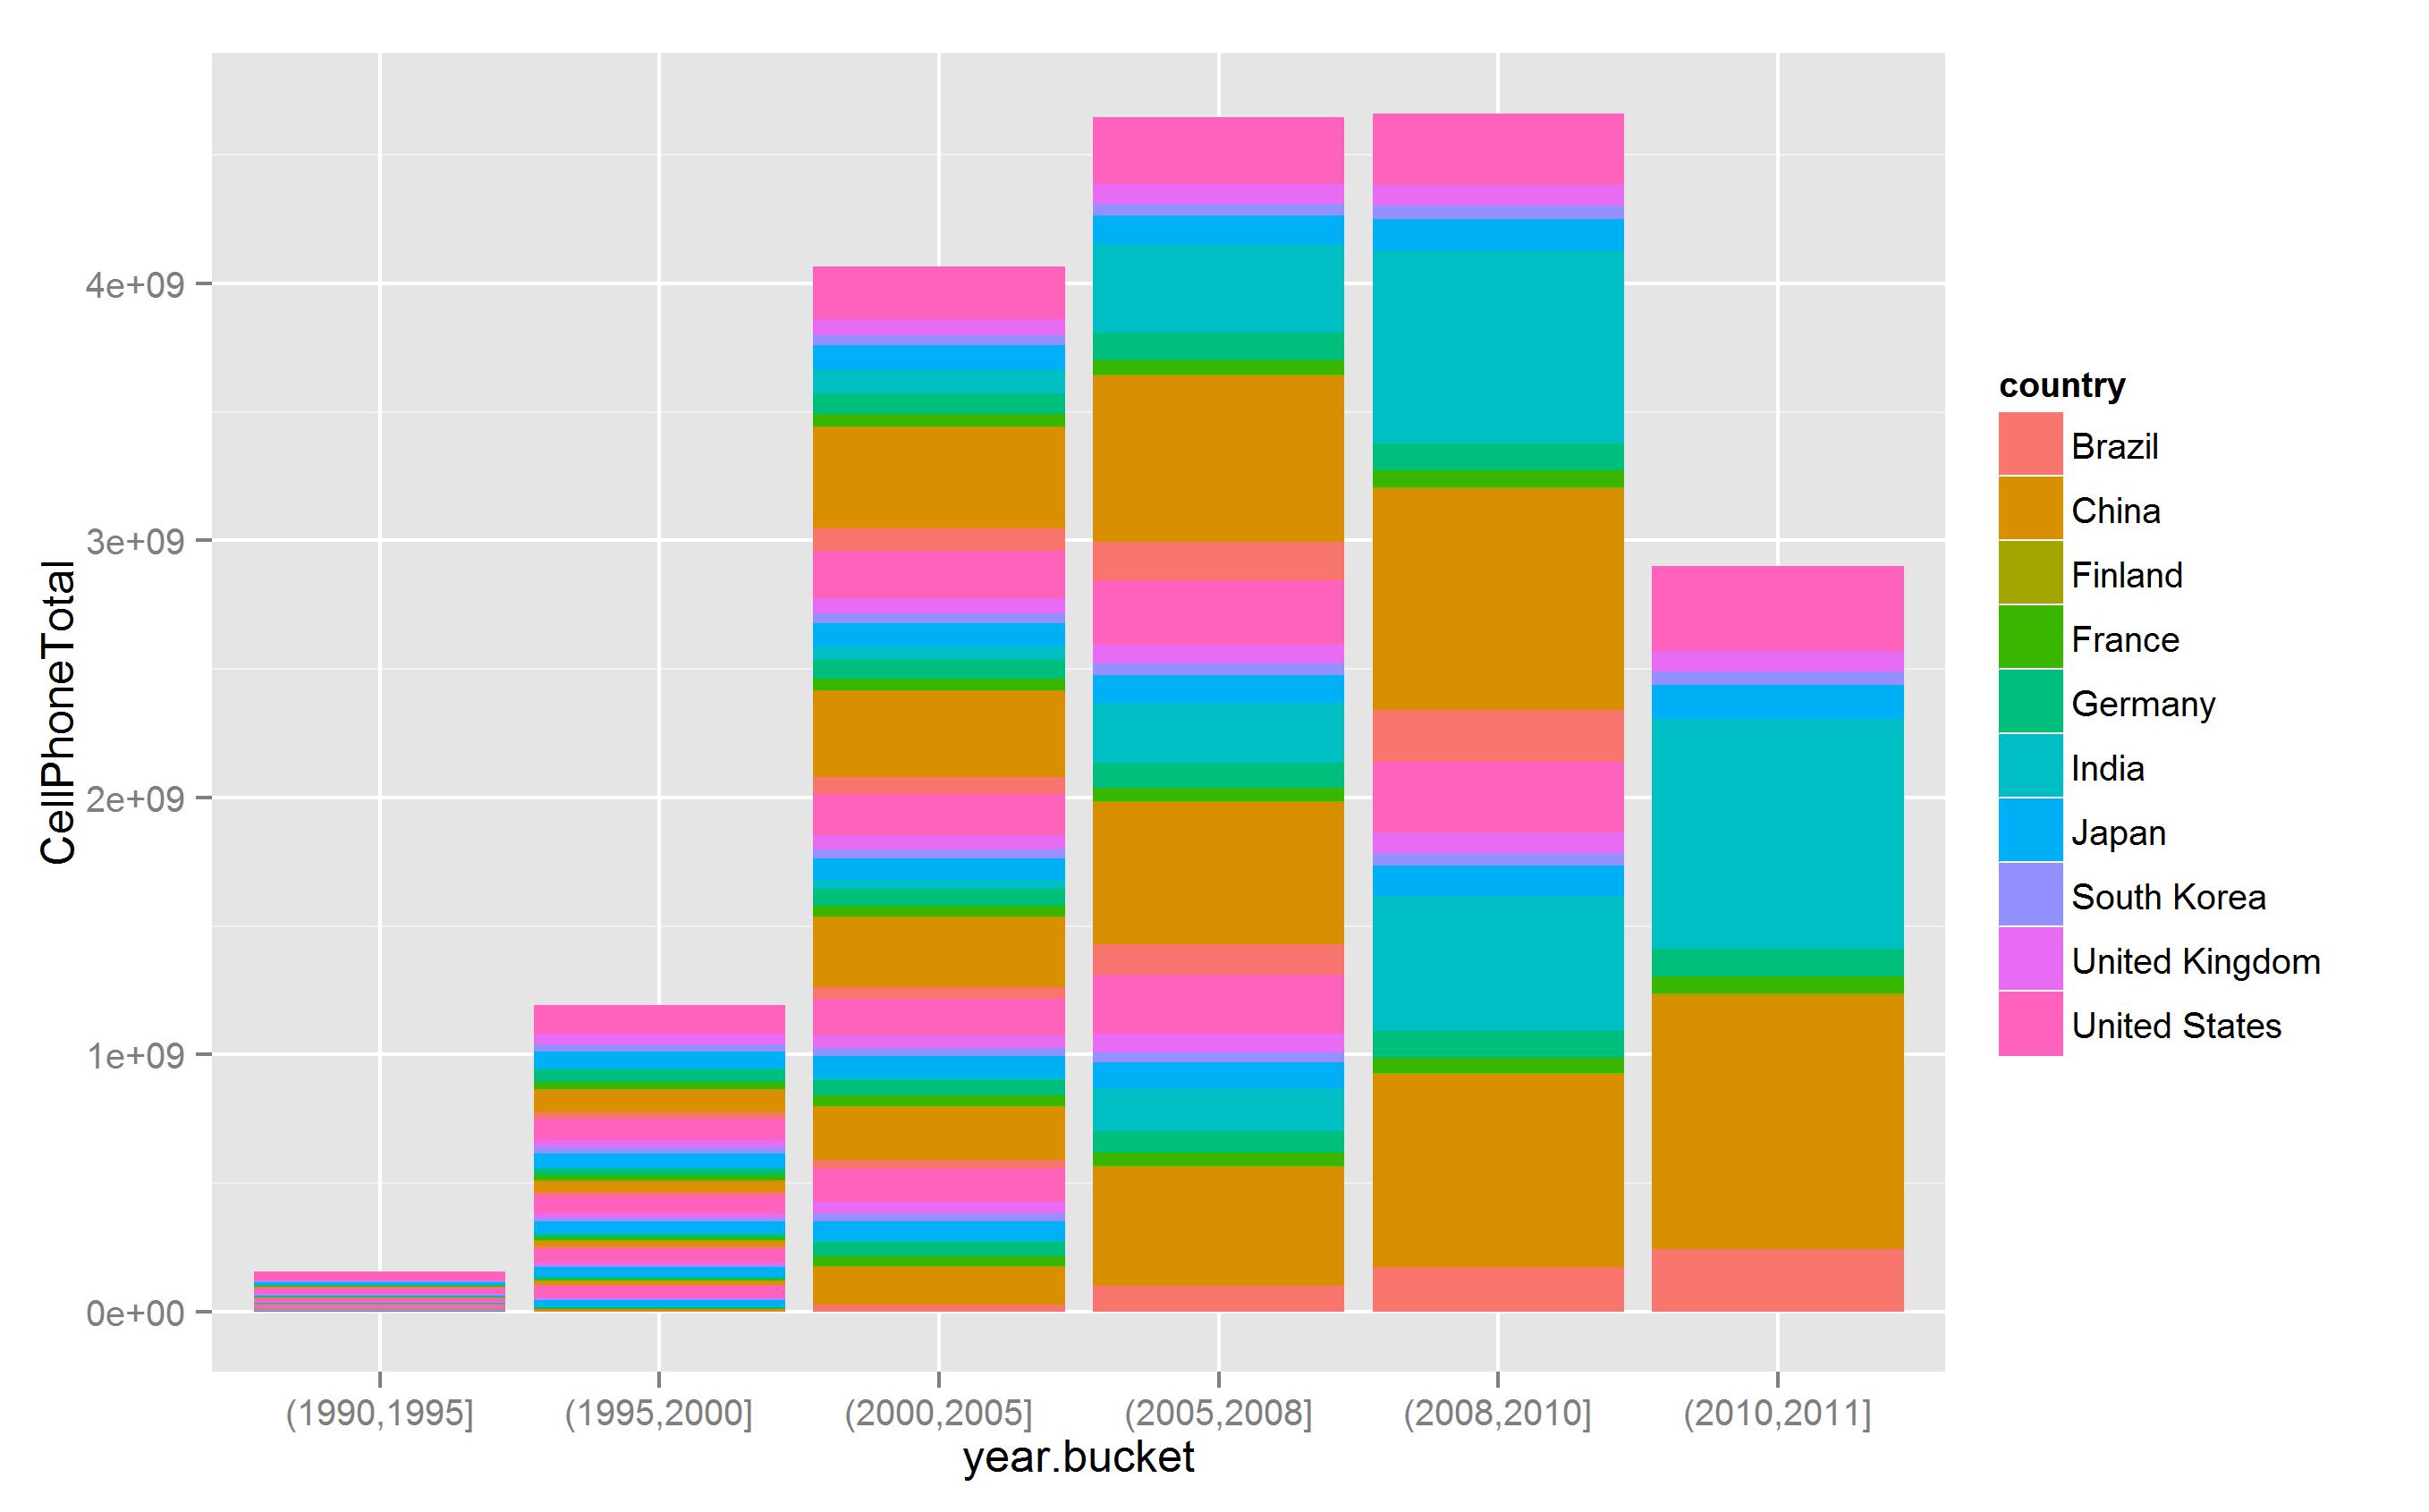 CellPhoneTotal
4e+09
3e+09
2e+09
1e+09
0e+00
(1990,1995]
(1995,2000]
(2000,2005]
(2005,2008]
(2008,2010]
(2010,2011]
year.bucket
country
Brazil
China
Finland
France
Germany
India
Japan
South Korea
United Kingdom
United States